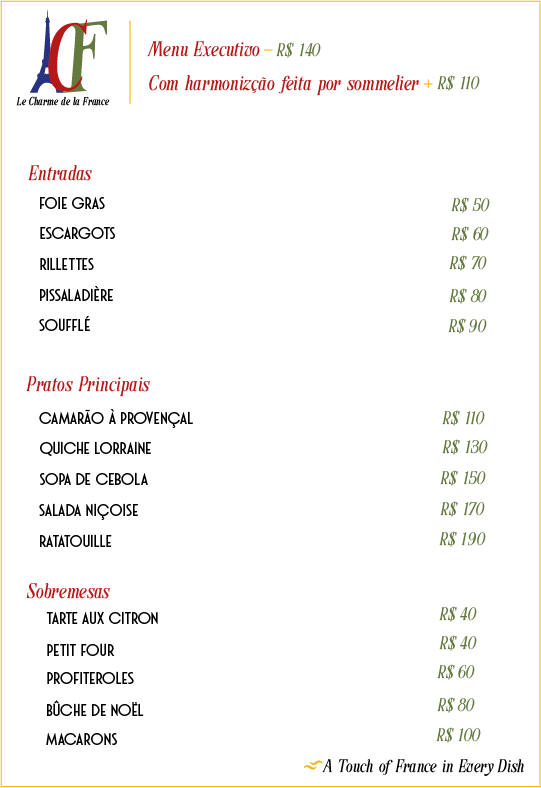 CF
Le Charme de la France
Menu Executivo – R$ 140
Com harmonizção feita por sommelier + R$ 110
Entradas
FOIE GRAS R$ 50
ESCARGOTS R$ 60
RILLETTES R$ 70
PISSALADIÈRE R$ 80
SOUFFLÉ R$ 90
Pratos Principais
CAMARÃO À PROVENÇAL R$ 110
QUICHE LORRAINE R$ 130
SOPA DE CEBOLA R$ 150
SALADA NIÇOISE R$ 170
RATATOUILLE R$ 190
Sobremesas
TARTE AUX CITRON R$ 40
PETIT FOUR R$ 40
PROFITEROLES R$ 60
BÛCHE DE NOËL R$ 80
MACARONS R$ 100
A Touch of France in Every Dish